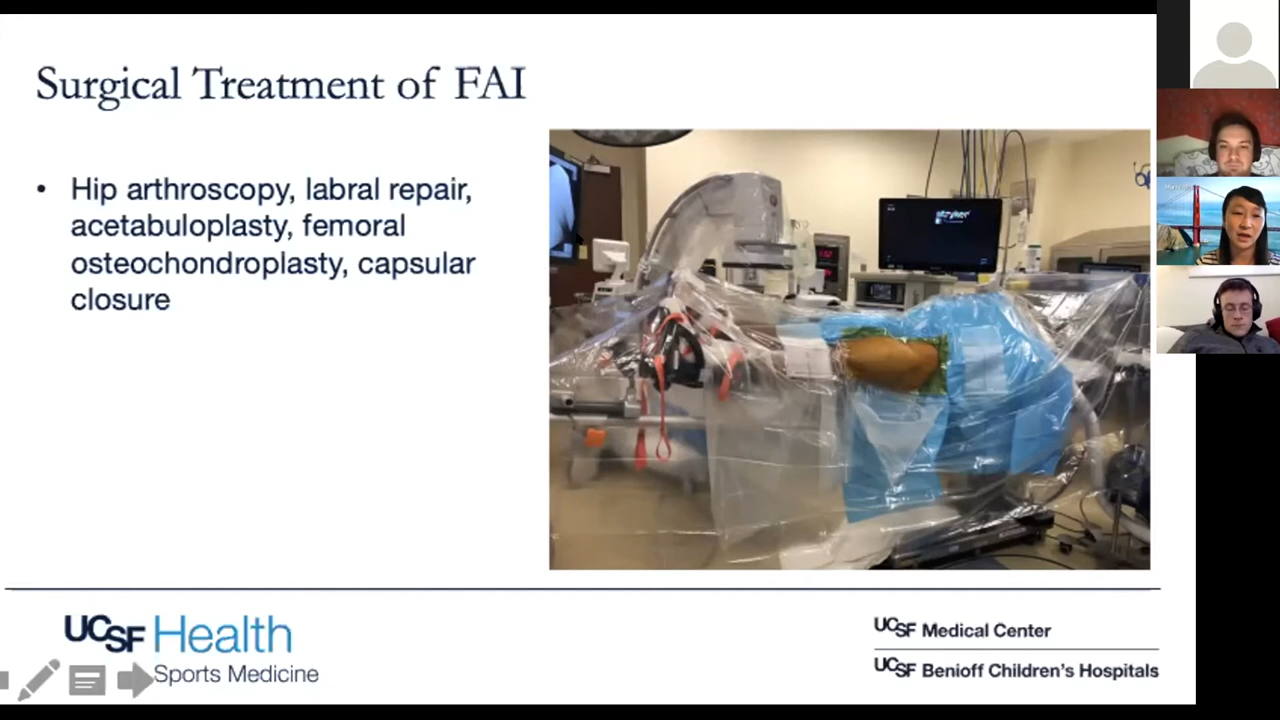 Surgical Treatment of FAI
• Hip arthroscopy, labral repair,
acetabuloplasty, femoral
osteochondroplasty, capsular
closure
stryker
UCSF Health
Sports Medicine
UCSF Medical Center
UCSF Benioff Children's Hospitals